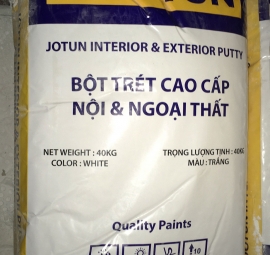 JOTUN INTERIOR & EXTERIOR PUTTY
BỘT TRÉT CAO CẤP
NỘI & NGOẠI THẤT
NET WEIGHT : 40KG
COLOR : WHITE
TRỌNG LƯỢNG TỊNH : 40KG
MÀU : TRẮNG
Quality Paints